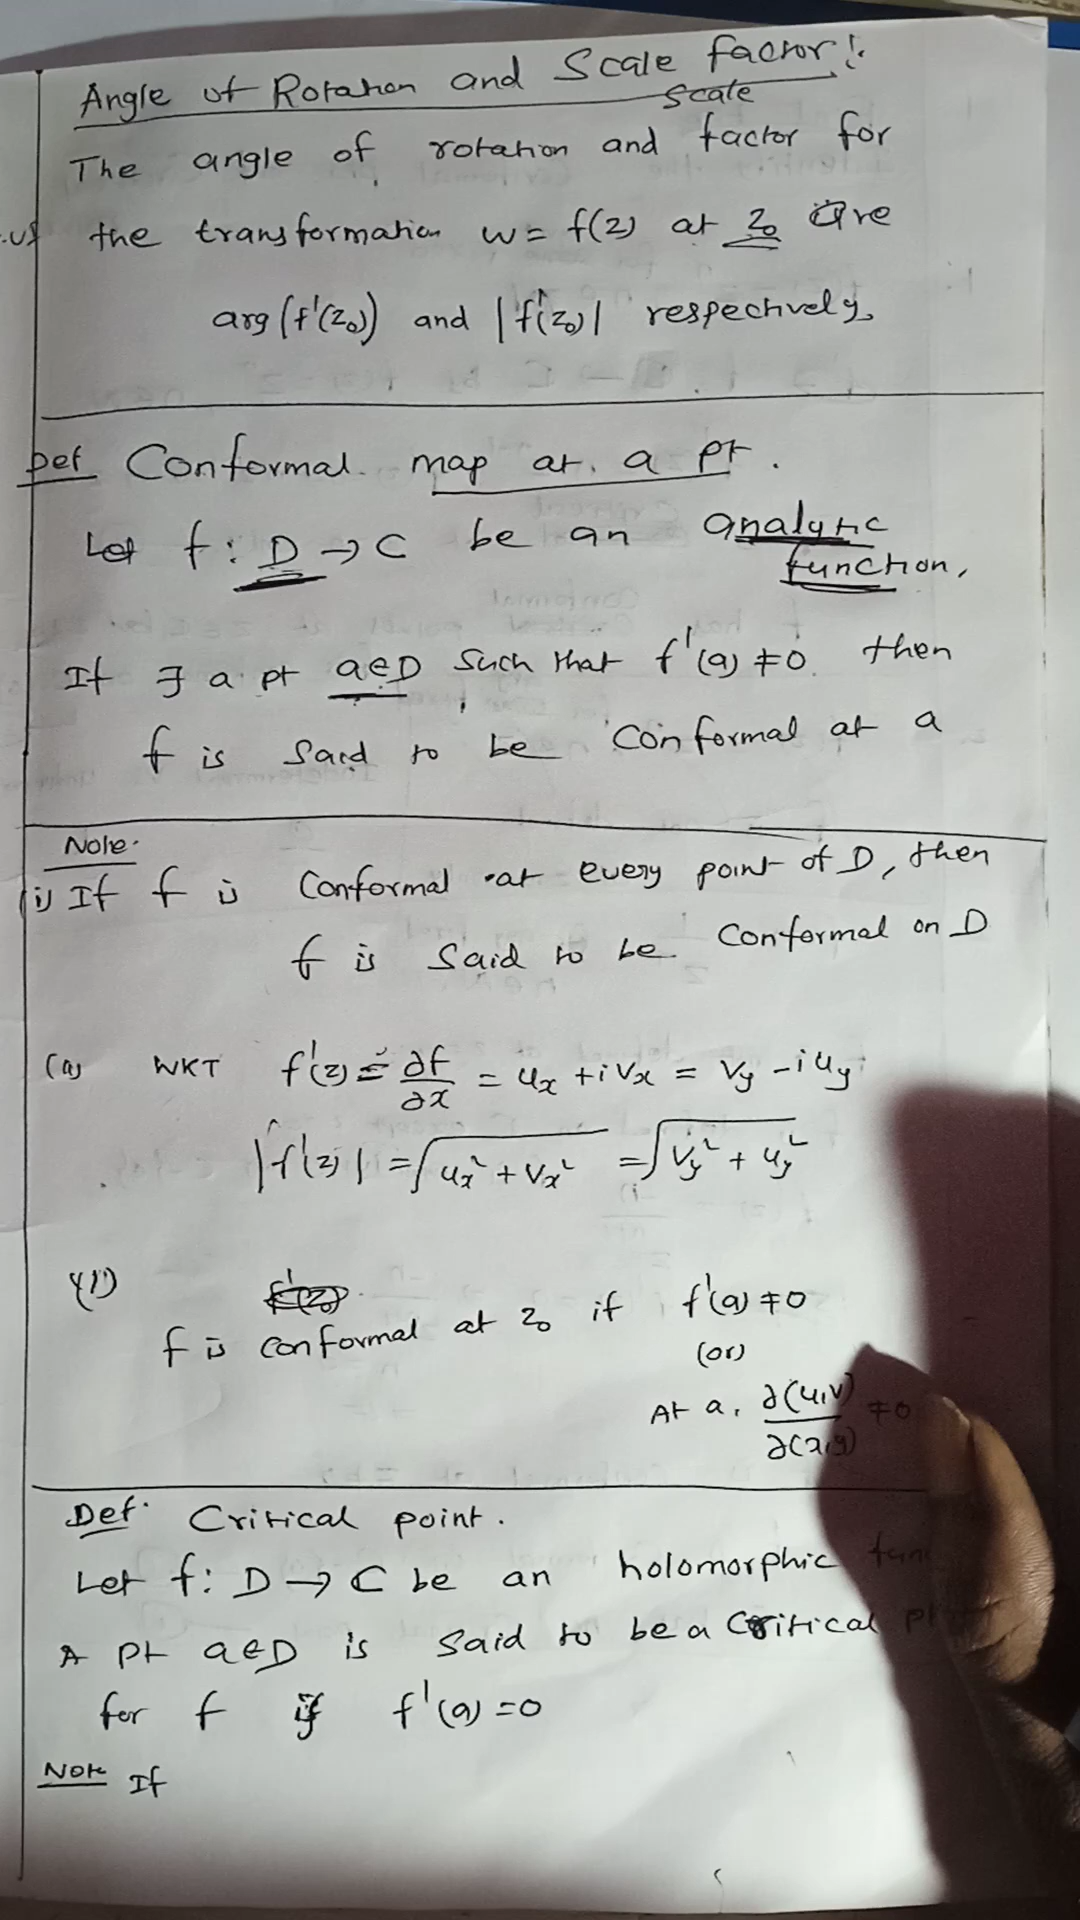 Angle of Rotation and Scale factor:.
scale
The angle of rotation and factor for
the transformation w = f(z) at z₀ are
arg(f'(z₀)) and |f'(z₀)| respectively.
Def Conformal map at a pt.
Let f: D → C be an analytic
function,
If ∃ a pt a∈D such that f'(a) ≠ 0 then
f is said to be conformal at a
Note.
i) If f is Conformal at every point of D, then
f is said to be conformal on D
WKT f'(z) = ∂f/∂x = uₓ + ivₓ = v_y - iu_y
|f'(z)| = √(uₓ² + vₓ²) = √(v_y² + u_y²)
f is conformal at z₀ if f'(a) ≠ 0
(or)
At a, ∂(u,v)/∂(x,y) ≠ 0
Def. Critical point.
Let f: D → C be an holomorphic
A pt a∈D is said to be a Critical
for f if f'(a) = 0
Note If